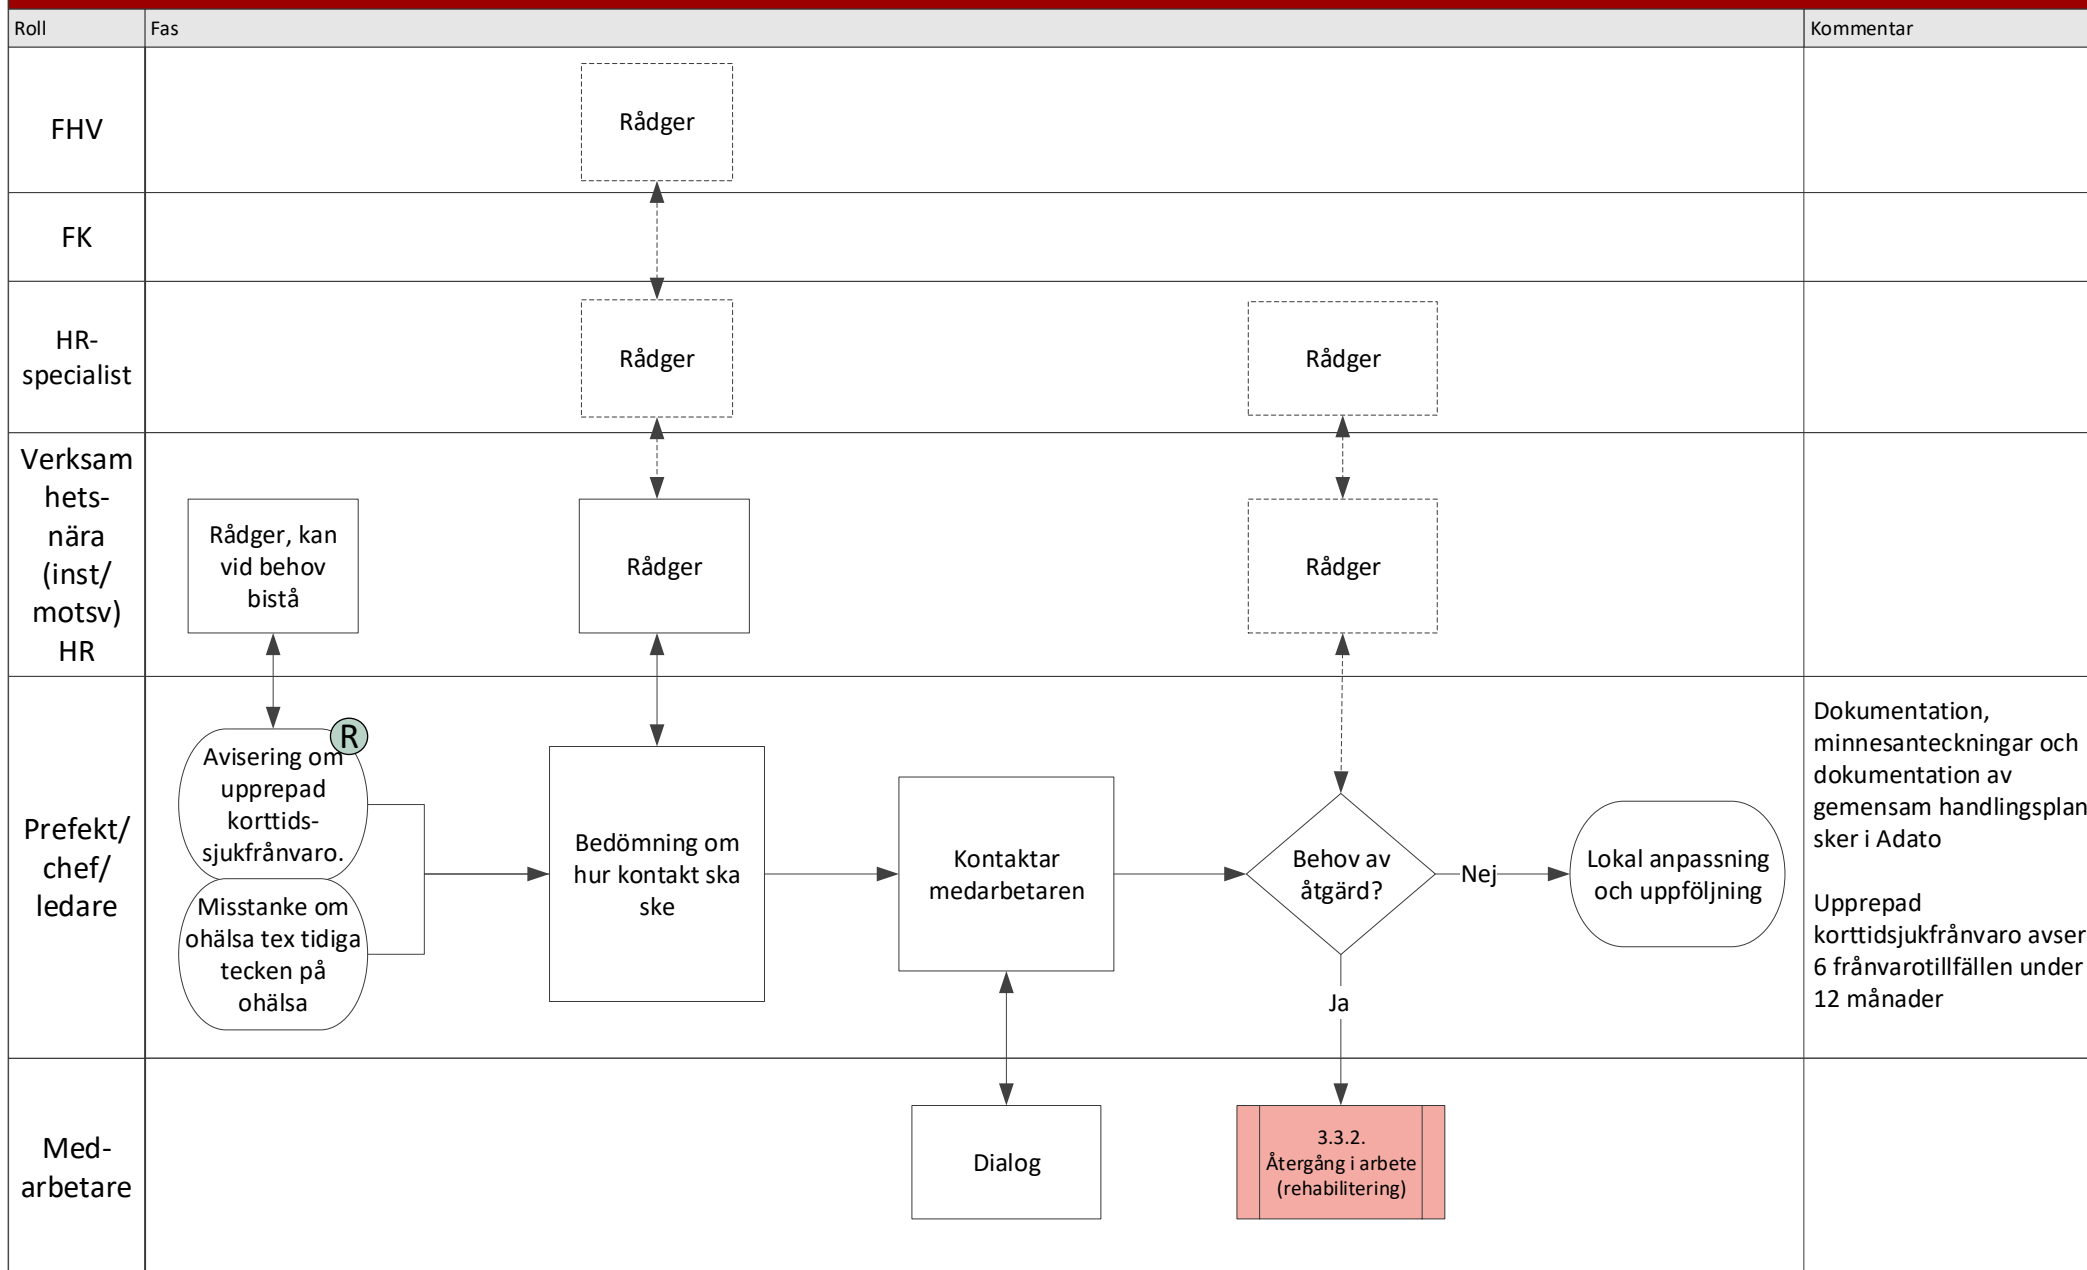 Roll
Fas
Kommentar
FHV
Rådger
FK
HR-
specialist
Rådger
Rådger
Verksam
hets-
nära
(inst/
motsv)
HR
Rådger, kan
vid behov
bistå
Rådger
Rådger
Prefekt/
chef/
ledare
R
Avisering om
upprepad
korttids-
sjukfrånvaro.
Misstanke om
ohälsa tex tidiga
tecken på
ohälsa
Bedömning om
hur kontakt ska
ske
Kontaktar
medarbetaren
Behov av
åtgärd?
Nej
Ja
Lokal anpassning
och uppföljning
Dokumentation,
minnesanteckningar och
dokumentation av
gemensam handlingsplan
sker i Adato
Upprepad
korttidsjukfrånvaro avser
6 frånvarotillfällen under
12 månader
Med-
arbetare
Dialog
3.3.2.
Återgång i arbete
(rehabilitering)